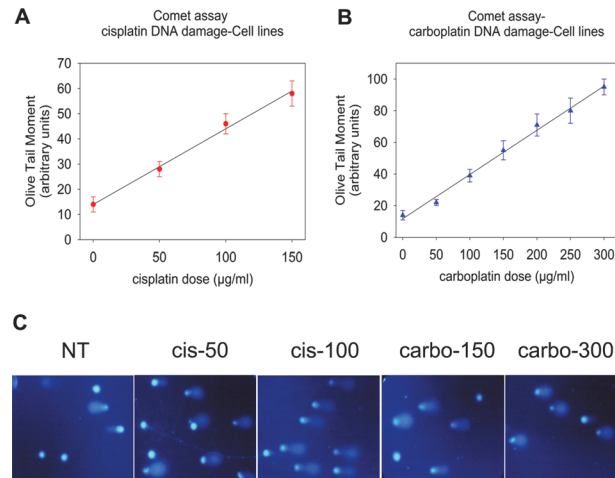 A
Comet assay
cisplatin DNA damage-Cell lines
Olive Tail Moment
(arbitrary units)
70
60
50
40
30
20
10
0
0 50 100 150
cisplatin dose (µg/ml)
B
Comet assay-
carboplatin DNA damage-Cell lines
Olive Tail Moment
(arbitrary units)
100
80
60
40
20
0
0 50 100 150 200 250 300
carboplatin dose (µg/ml)
C
NT cis-50 cis-100 carbo-150 carbo-300